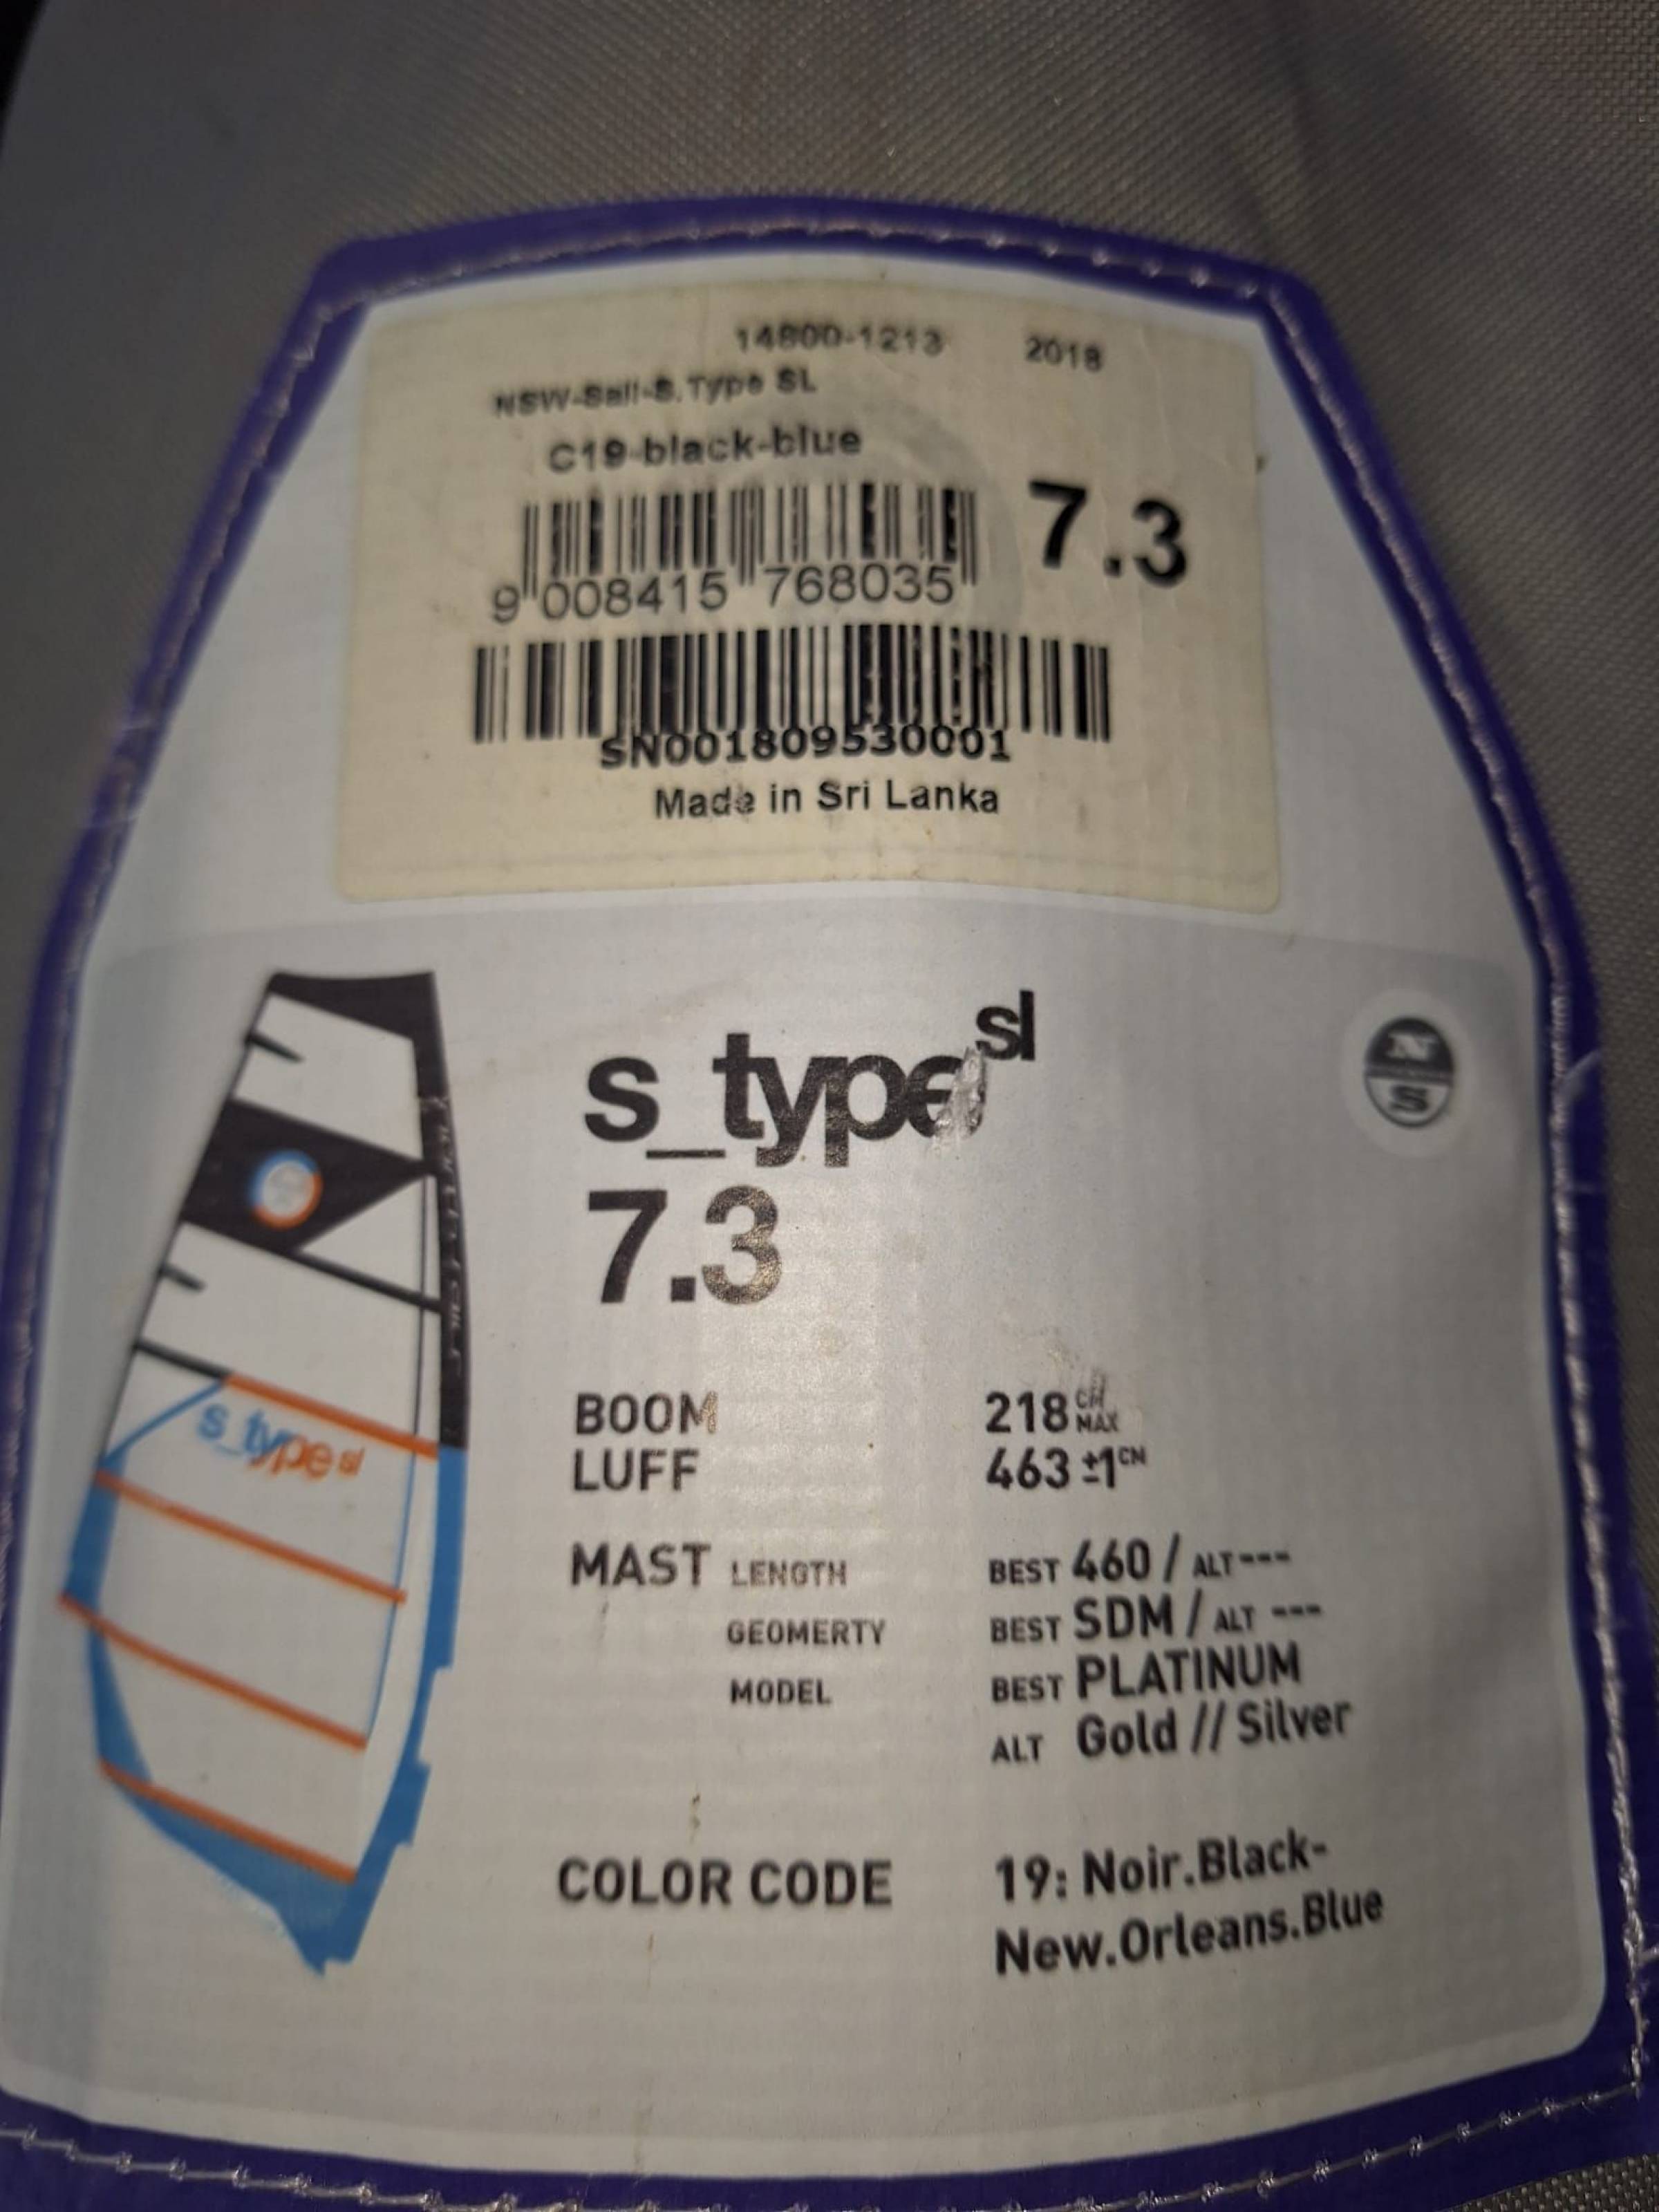 14800-1213 2018
NSW-Sail-S.Type SL
C19-black-blue
7.3
9 008415 768035
SN001809530001
Made in Sri Lanka
s_type sl
N
S
7.3
BOOM 218 CM MAX
LUFF 463 ±1 CM
s_type sl
MAST LENGTH BEST 460 / ALT ---
GEOMERTY BEST SDM / ALT ---
MODEL BEST PLATINUM
ALT Gold // Silver
COLOR CODE 19: Noir.Black-
New.Orleans.Blue